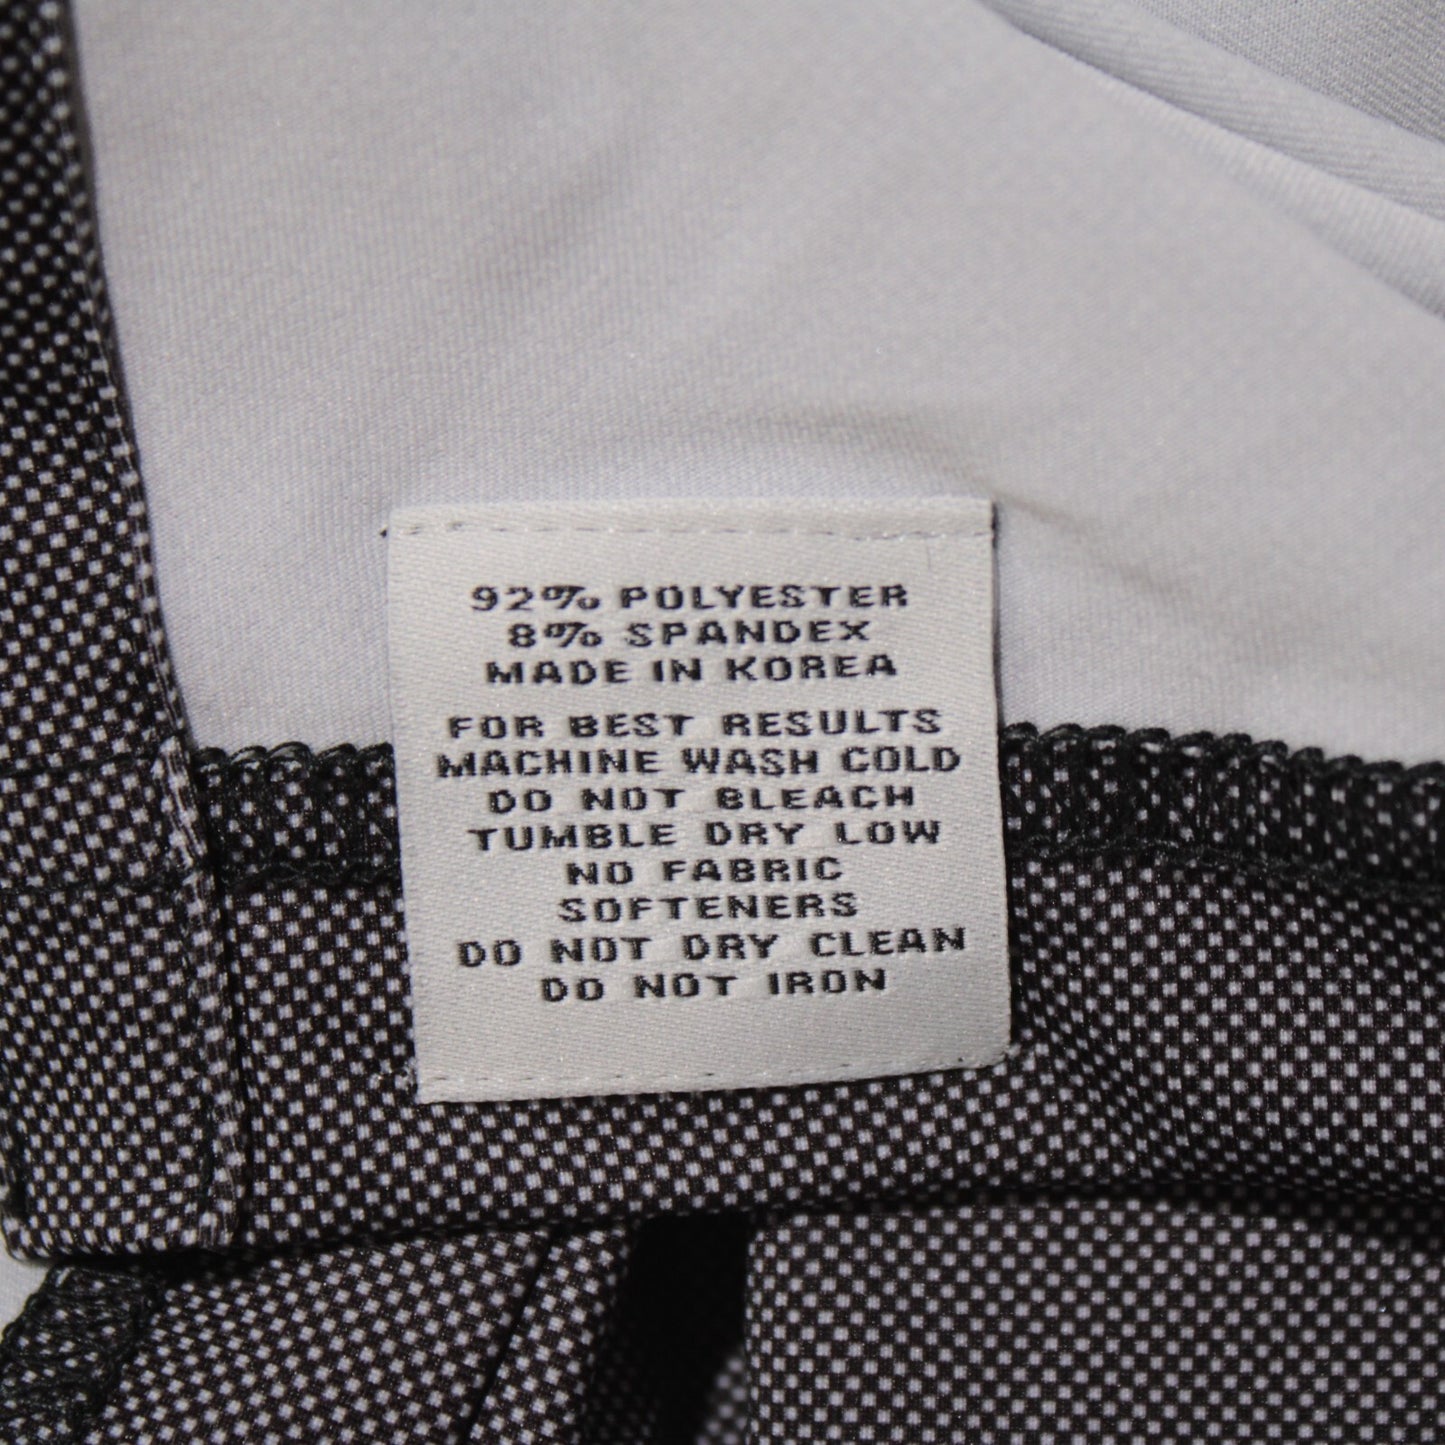 92% POLYESTER
8% SPANDEX
MADE IN KOREA
FOR BEST RESULTS
MACHINE WASH COLD
DO NOT BLEACH
TUMBLE DRY LOW
NO FABRIC
SOFTENERS
DO NOT DRY CLEAN
DO NOT IRON